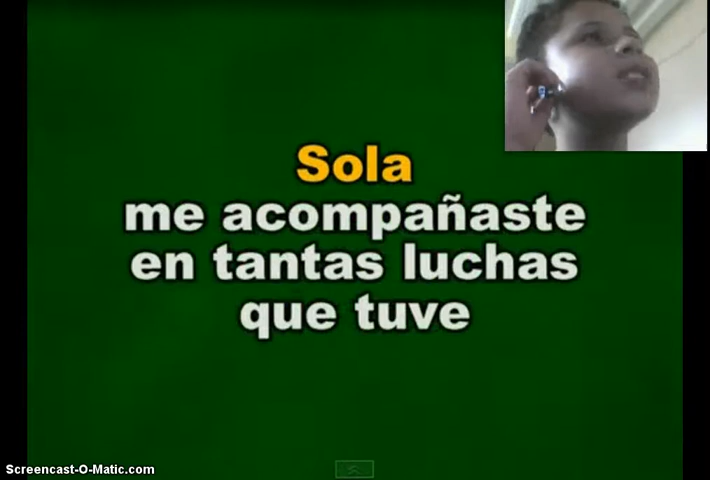 Sola
me acompañaste
en tantas luchas
que tuve
Screencast-O-Matic.com